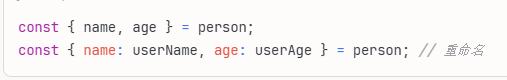 const { name, age } = person;
const { name: userName, age: userAge } = person; // 重命名